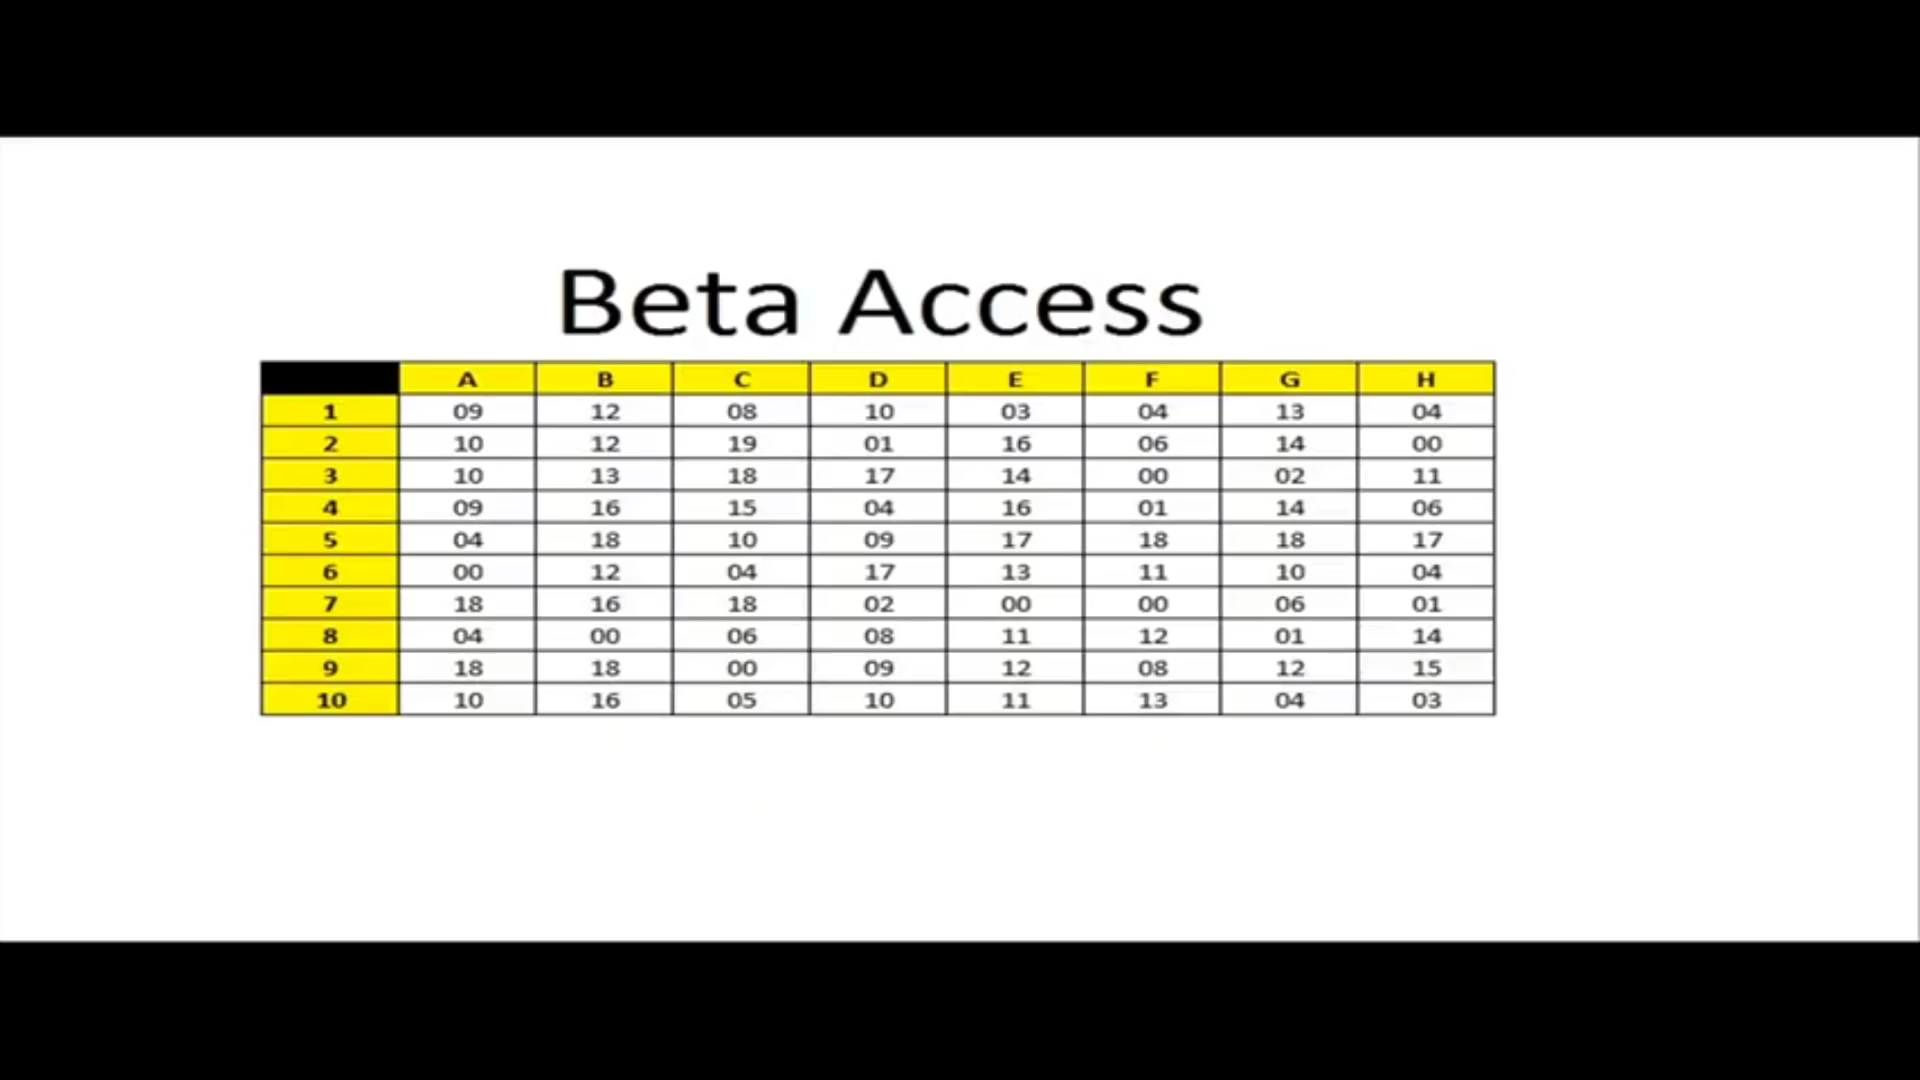 Beta Access
A B C D E F G H
1 09 12 08 10 03 04 13 04
2 10 12 19 01 16 06 14 00
3 10 13 18 17 14 00 02 11
4 09 16 15 04 16 01 14 06
5 04 18 10 09 17 18 18 17
6 00 12 04 17 13 11 10 04
7 18 16 18 02 00 00 06 01
8 04 00 06 08 11 12 01 14
9 18 18 00 09 12 08 12 15
10 10 16 05 10 11 13 04 03